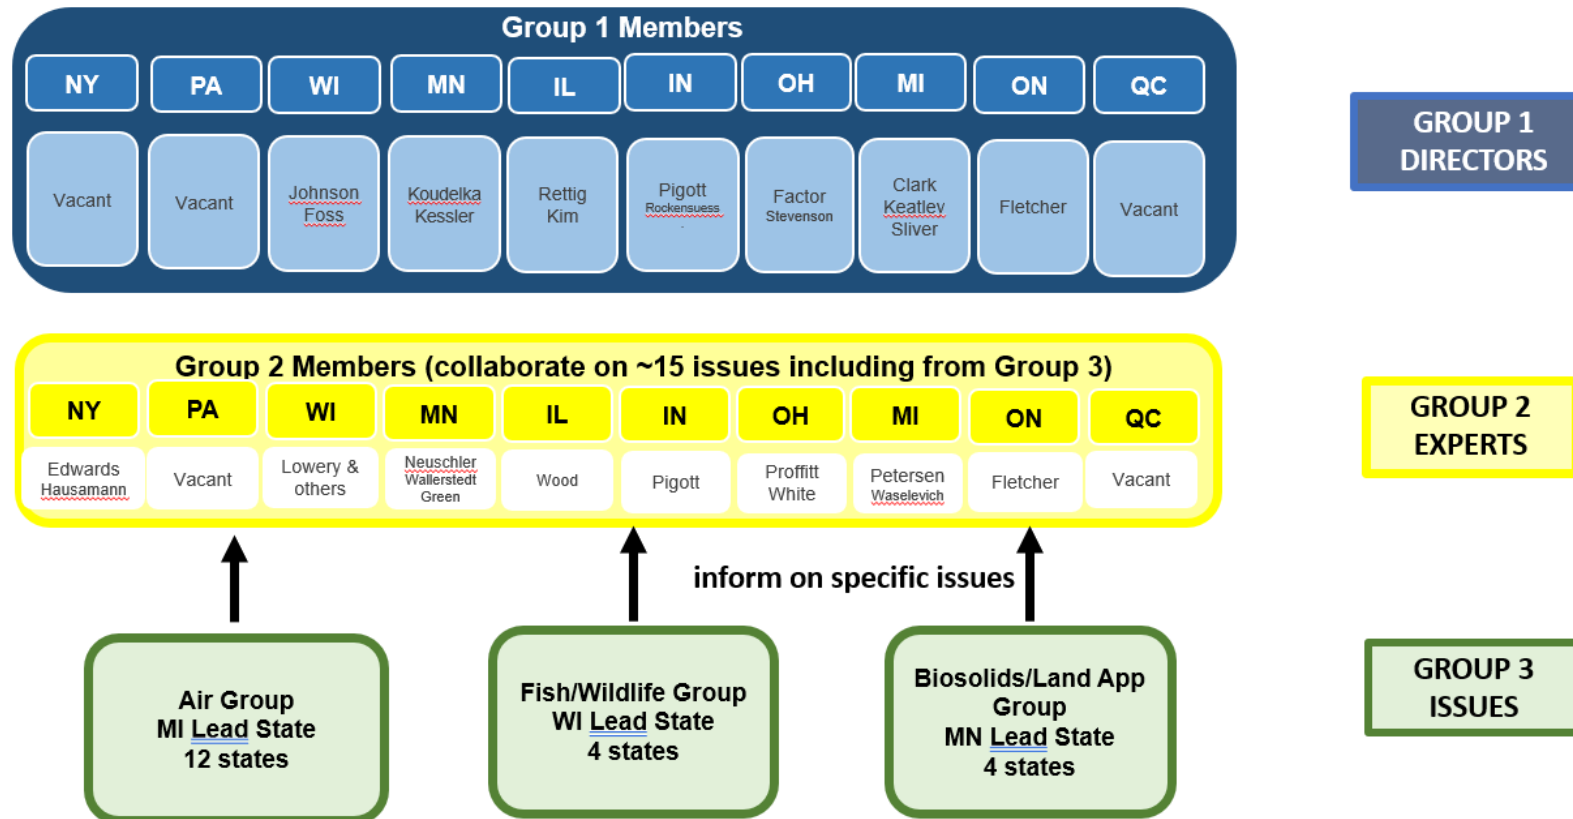 Group 1 Members
NY PA WI MN IL IN OH MI ON QC
Vacant
Vacant
Johnson
Foss
Koudelka
Kessler
Rettig
Kim
Pigott
Rockensuess
.
Factor
Stevenson
Clark
Keatley
Sliver
Fletcher
Vacant
GROUP 1
DIRECTORS
Group 2 Members (collaborate on ~15 issues including from Group 3)
NY PA WI MN IL IN OH MI ON QC
Edwards
Hausamann
Vacant
Lowery &
others
Neuschler
Wallerstedt
Green
Wood
Pigott
Proffitt
White
Petersen
Waselevich
Fletcher
Vacant
GROUP 2
EXPERTS
inform on specific issues
Air Group
MI Lead State
12 states
Fish/Wildlife Group
WI Lead State
4 states
Biosolids/Land App
Group
MN Lead State
4 states
GROUP 3
ISSUES